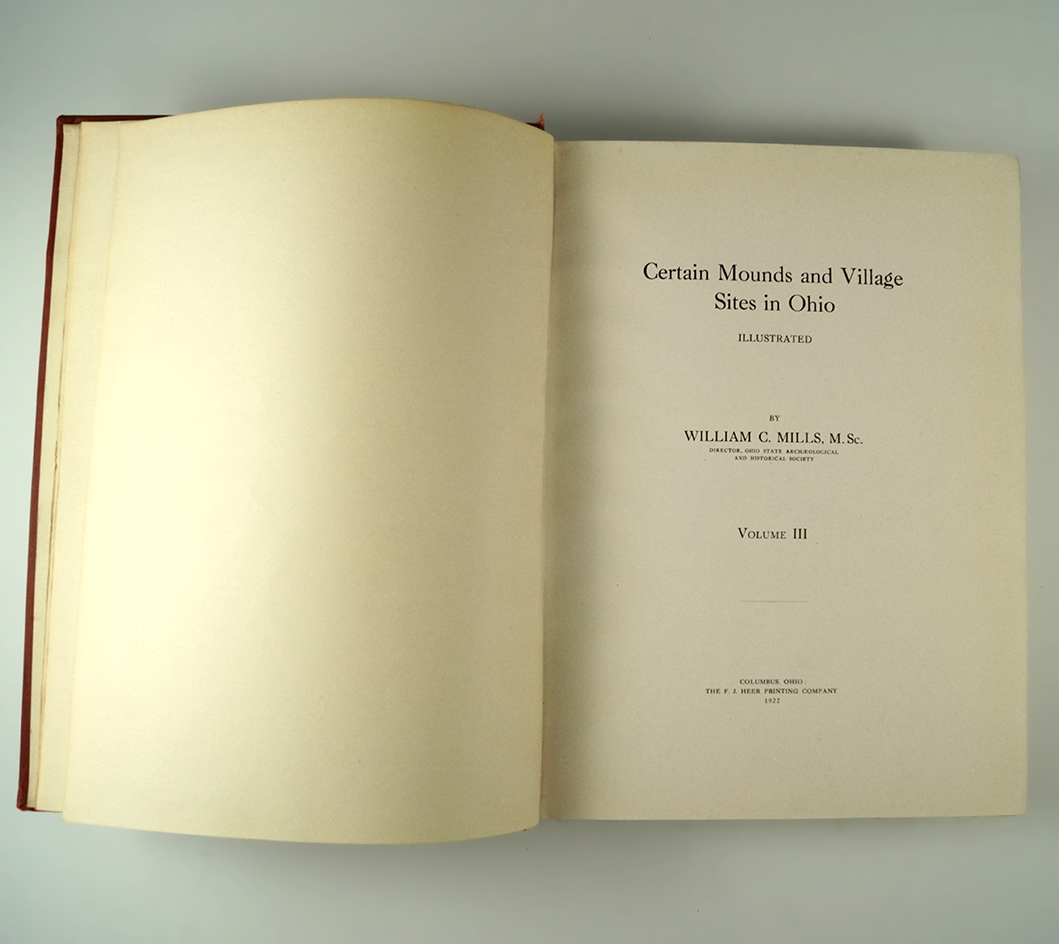 Certain Mounds and Village
Sites in Ohio
ILLUSTRATED
BY
WILLIAM C. MILLS, M. Sc.
DIRECTOR, OHIO STATE ARCHÆOLOGICAL
AND HISTORICAL SOCIETY
VOLUME III
COLUMBUS, OHIO:
THE F. J. HEER PRINTING COMPANY
1922